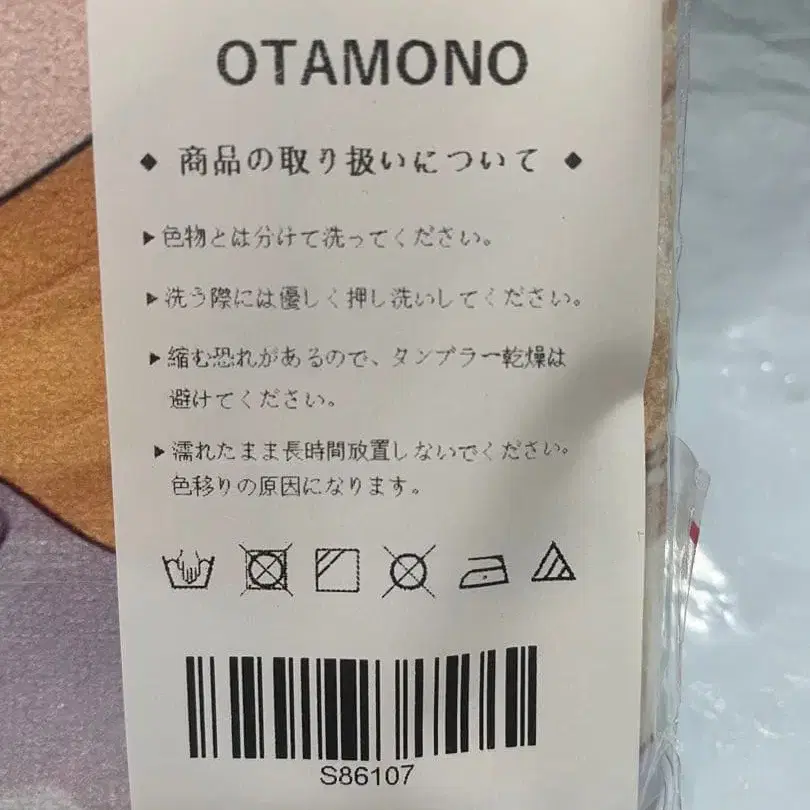 OTAMONO
◆ 商品の取り扱いについて ◆
▶色物とは分けて洗ってください。
▶洗う際には優しく押し洗いしてください。
▶縮む恐れがあるので、タンブラー乾燥は
避けてください。
▶濡れたまま長時間放置しないでください。
色移りの原因になります。
S86107